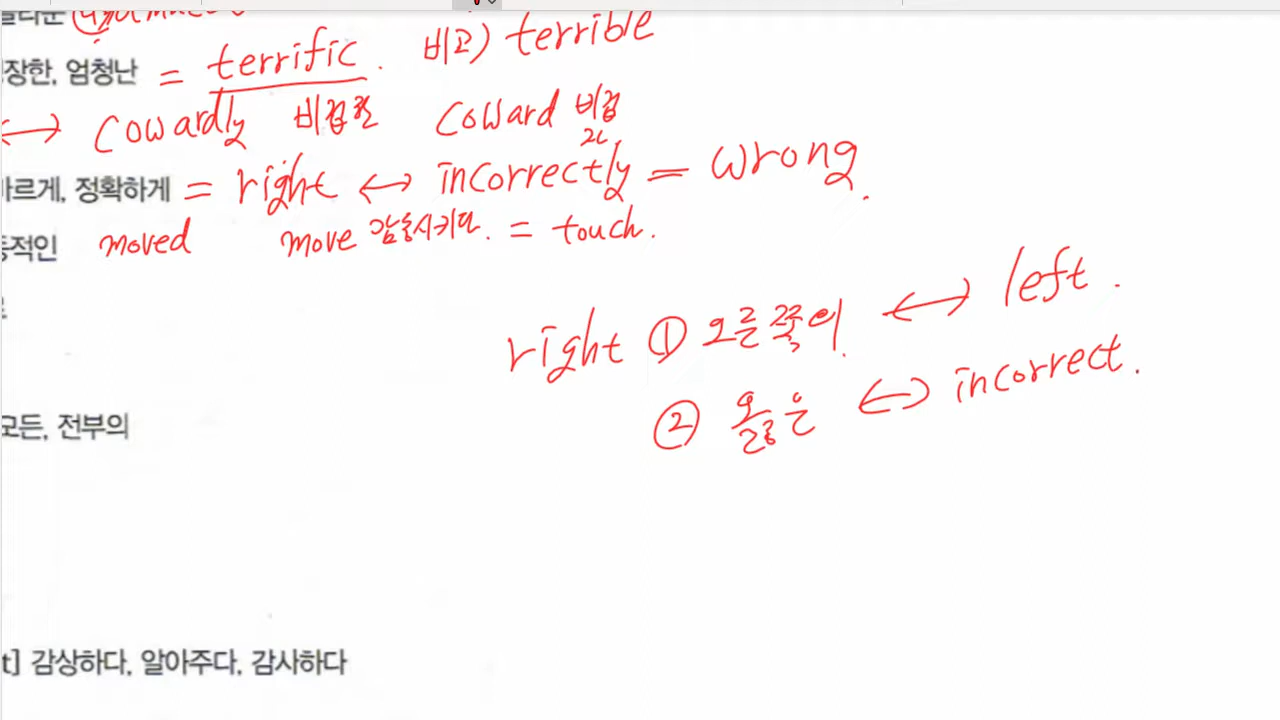 장한, 엄청난 = terrific. 비교) terrible
↔ cowardly 비겁한 coward 비겁
바르게, 정확하게 = right ↔ incorrectly = wrong.
동적인 moved move 감동시키다. = touch.
right ① 오른쪽의. ↔ left.
② 옳은 ↔ incorrect.
모든, 전부의
t] 감상하다, 알아주다, 감사하다